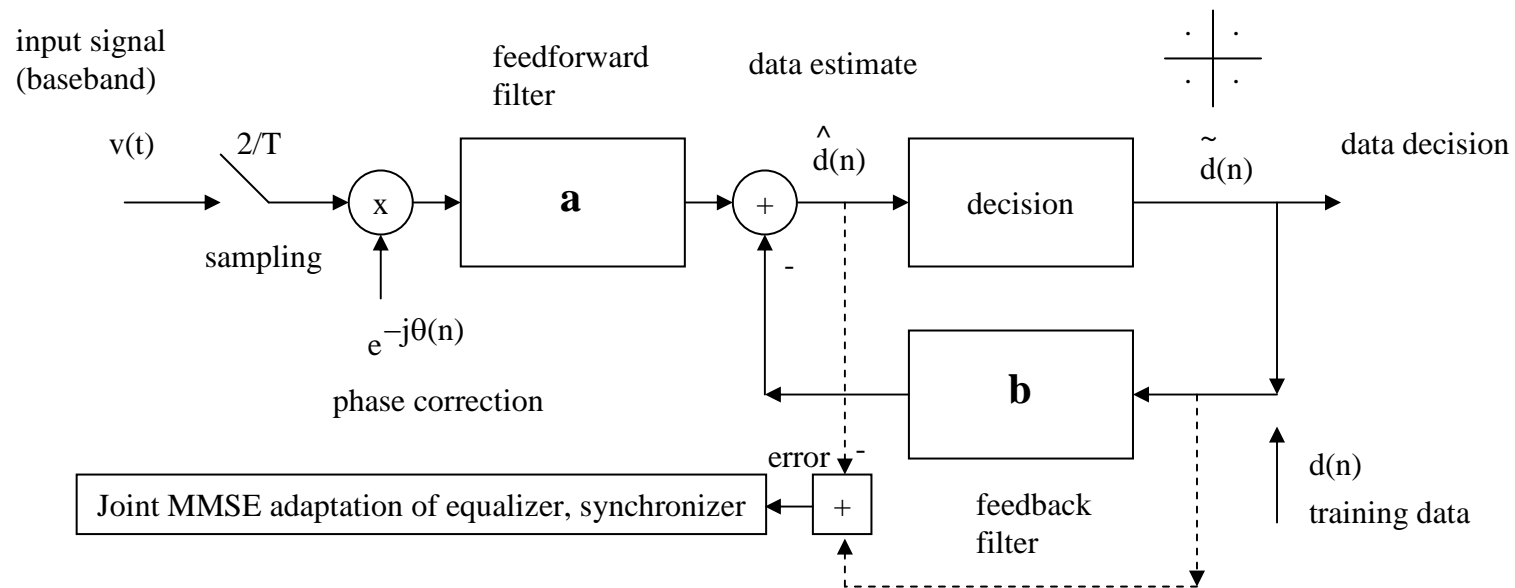 input signal
(baseband)
feedforward
filter
data estimate
v(t)
2/T
^
d(n)
~
d(n)
data decision
x
a
+
decision
sampling
-
e^{−jθ(n)}
phase correction
b
error
-
d(n)
training data
Joint MMSE adaptation of equalizer, synchronizer
+
feedback
filter